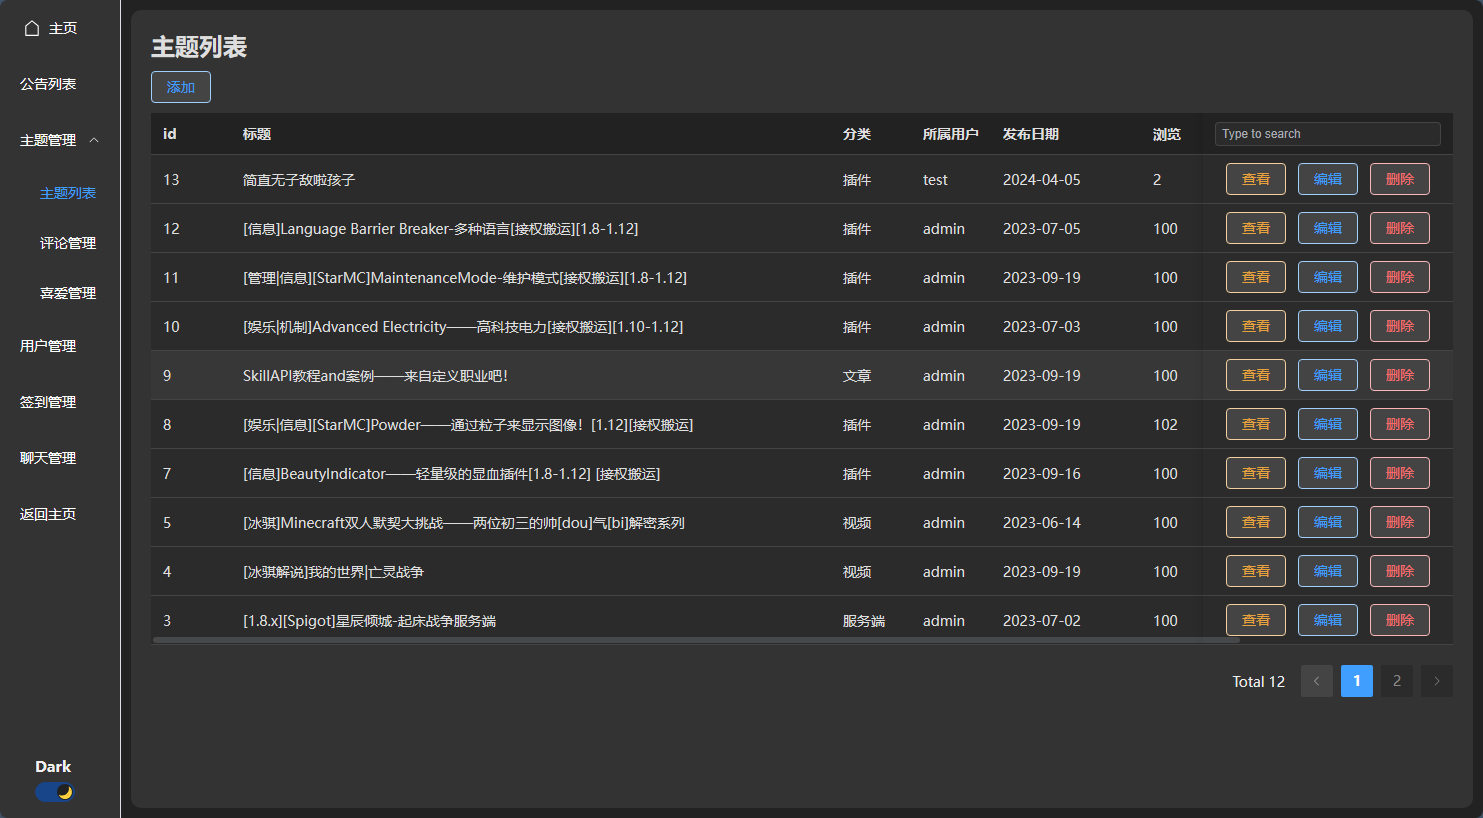 主页
公告列表
主题管理
主题列表
评论管理
喜爱管理
用户管理
签到管理
聊天管理
返回主页
Dark
主题列表
添加
id 标题 分类 所属用户 发布日期 浏览 Type to search
13 简直无子敌啦孩子 插件 test 2024-04-05 2 查看 编辑 删除
12 [信息]Language Barrier Breaker-多种语言[接权搬运][1.8-1.12] 插件 admin 2023-07-05 100 查看 编辑 删除
11 [管理|信息][StarMC]MaintenanceMode-维护模式[接权搬运][1.8-1.12] 插件 admin 2023-09-19 100 查看 编辑 删除
10 [娱乐|机制]Advanced Electricity——高科技电力[接权搬运][1.10-1.12] 插件 admin 2023-07-03 100 查看 编辑 删除
9 SkillAPI教程and案例——来自定义职业吧! 文章 admin 2023-09-19 100 查看 编辑 删除
8 [娱乐|信息][StarMC]Powder——通过粒子来显示图像！[1.12][接权搬运] 插件 admin 2023-09-19 102 查看 编辑 删除
7 [信息]BeautyIndicator——轻量级的显血插件[1.8-1.12] [接权搬运] 插件 admin 2023-09-16 100 查看 编辑 删除
5 [冰骐]Minecraft双人默契大挑战——两位初三的帅[dou]气[bi]解密系列 视频 admin 2023-06-14 100 查看 编辑 删除
4 [冰骐解说]我的世界|亡灵战争 视频 admin 2023-09-19 100 查看 编辑 删除
3 [1.8.x][Spigot]星辰倾城-起床战争服务端 服务端 admin 2023-07-02 100 查看 编辑 删除
Total 12 1 2